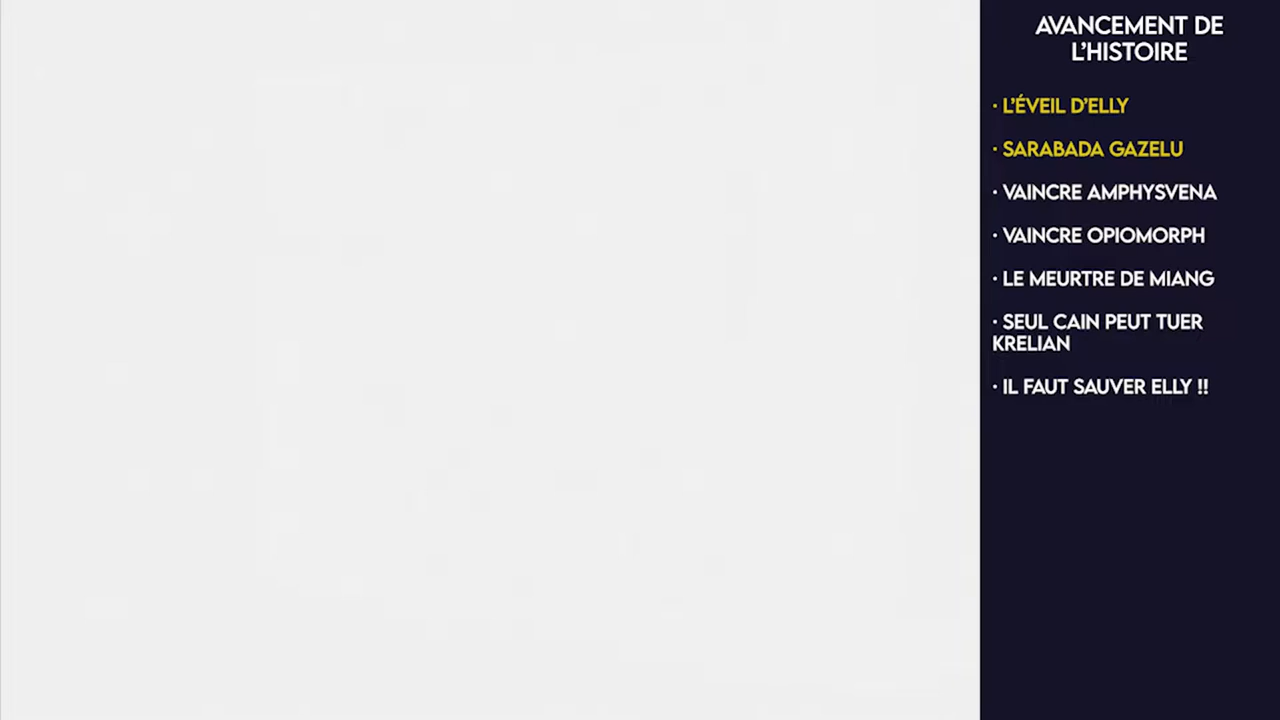 AVANCEMENT DE
L'HISTOIRE
· L'ÉVEIL D'ELLY
· SARABADA GAZELU
· VAINCRE AMPHYSVENA
· VAINCRE OPIOMORPH
· LE MEURTRE DE MIANG
· SEUL CAIN PEUT TUER
KRELIAN
· IL FAUT SAUVER ELLY !!